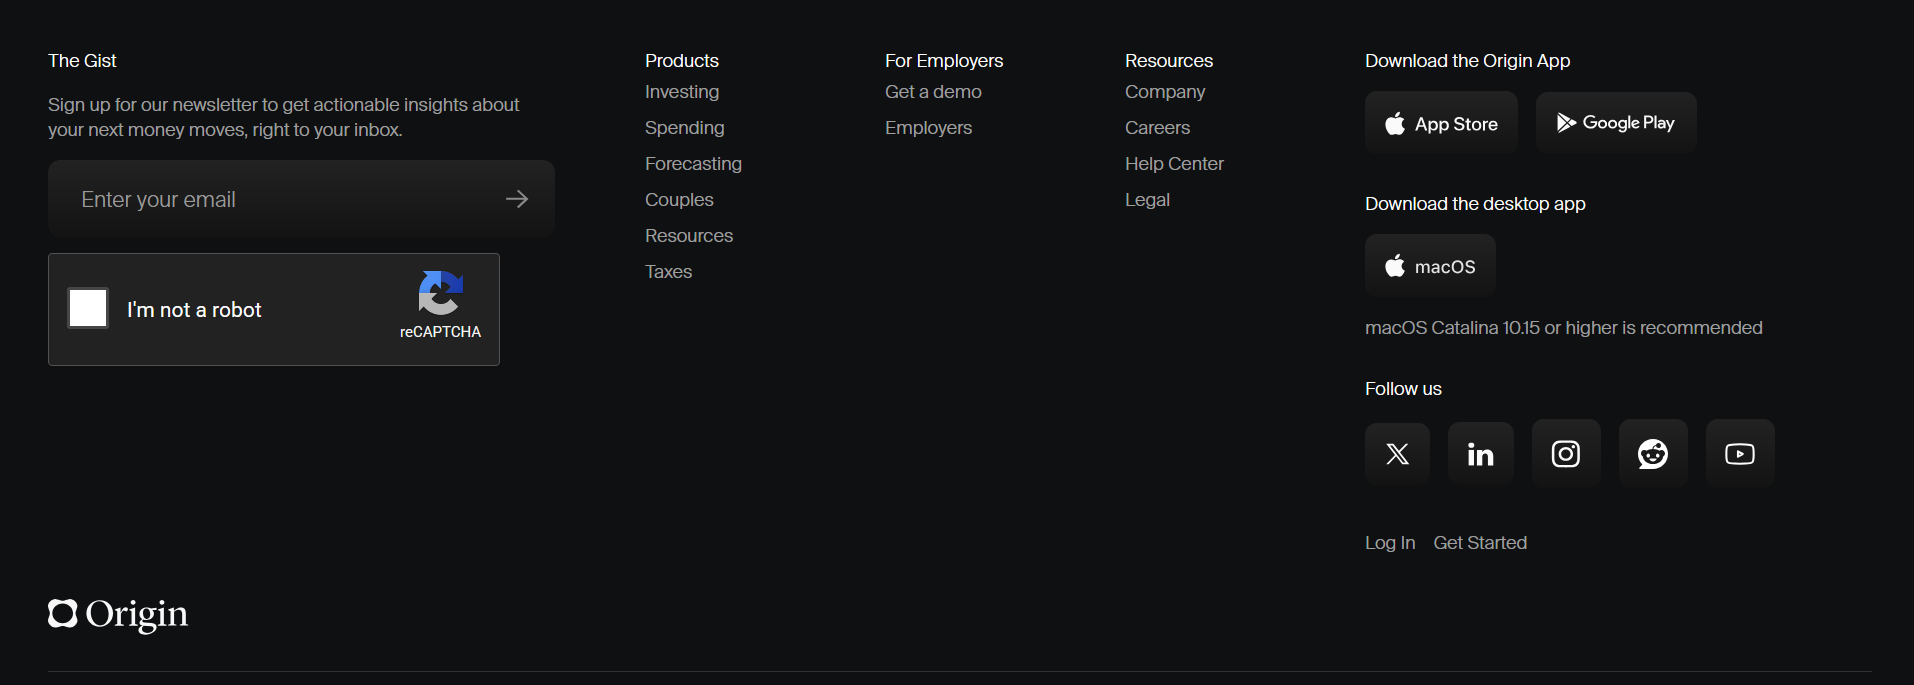 The Gist
Sign up for our newsletter to get actionable insights about
your next money moves, right to your inbox.
Enter your email
I'm not a robot
reCAPTCHA
Products
Investing
Spending
Forecasting
Couples
Resources
Taxes
For Employers
Get a demo
Employers
Resources
Company
Careers
Help Center
Legal
Download the Origin App
App Store
Google Play
Download the desktop app
macOS
macOS Catalina 10.15 or higher is recommended
Follow us
Log In Get Started
Origin